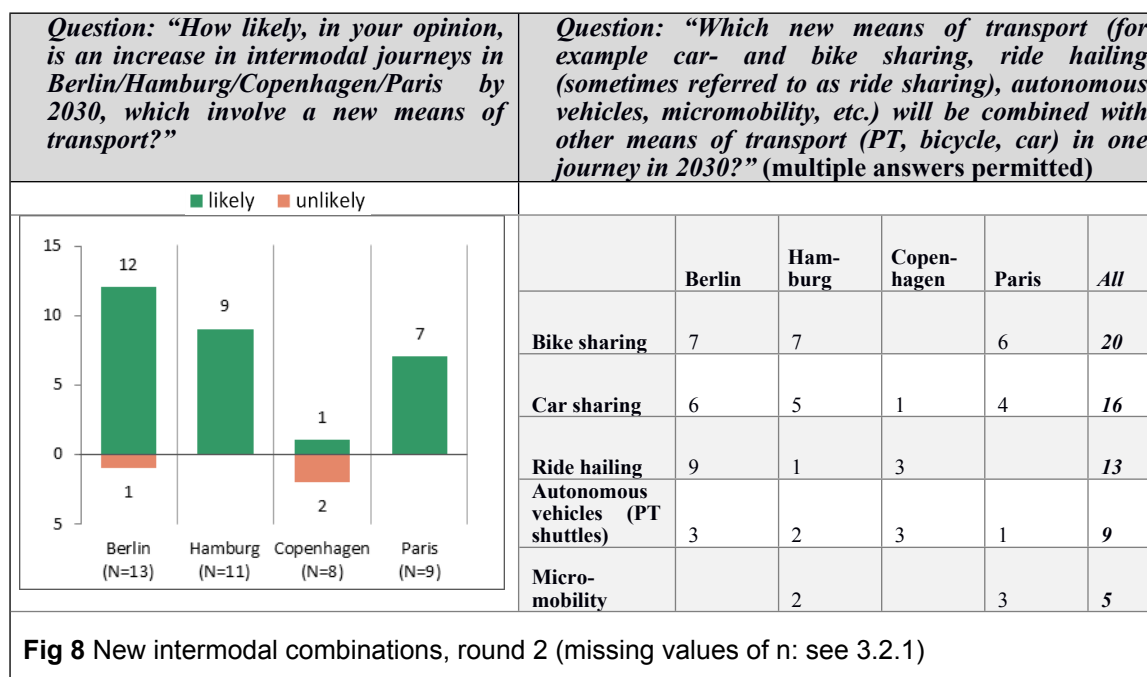 Question: “How likely, in your opinion,
is an increase in intermodal journeys in
Berlin/Hamburg/Copenhagen/Paris by
2030, which involve a new means of
transport?”
Question: “Which new means of transport (for
example car- and bike sharing, ride hailing
(sometimes referred to as ride sharing), autonomous
vehicles, micromobility, etc.) will be combined with
other means of transport (PT, bicycle, car) in one
journey in 2030?” (multiple answers permitted)
likely unlikely
15
10
5
0
5
12
9
1
7
1
2
Berlin Hamburg Copenhagen Paris
(N=13) (N=11) (N=8) (N=9)
Berlin Ham- Copen- Paris All
burg hagen
Bike sharing 7 7 6 20
Car sharing 6 5 1 4 16
Ride hailing 9 1 3 13
Autonomous
vehicles (PT
shuttles) 3 2 3 1 9
Micro-
mobility 2 3 5
Fig 8 New intermodal combinations, round 2 (missing values of n: see 3.2.1)